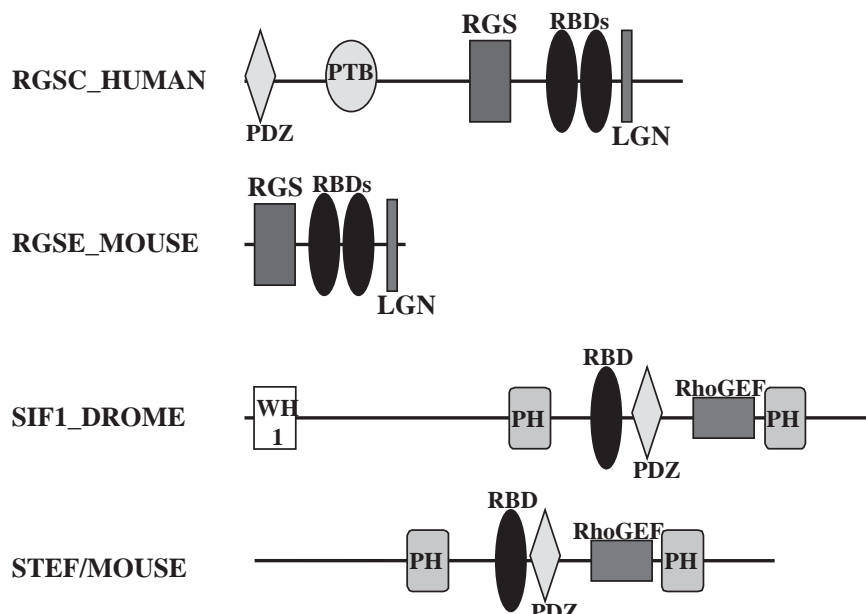 RGS RBDs
RGSC_HUMAN PTB
PDZ LGN
RGS RBDs
RGSE_MOUSE
LGN
RBD
RhoGEF
SIF1_DROME WH 1 PH PH
PDZ
RBD
RhoGEF
STEF/MOUSE PH PH
PDZ